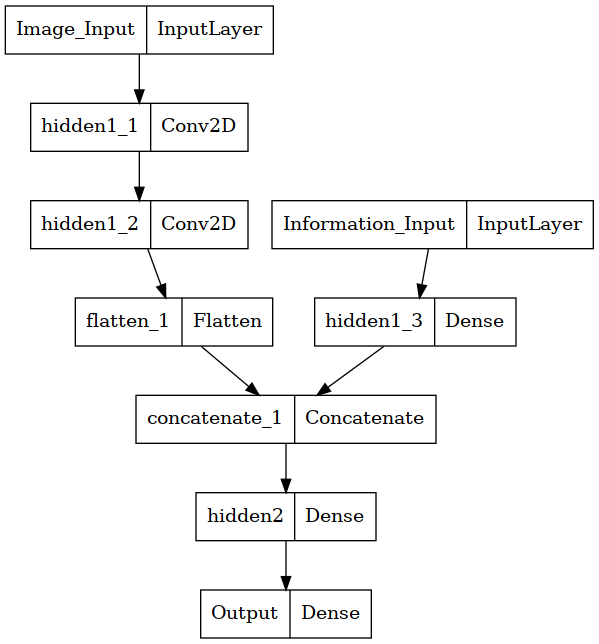 Image_Input InputLayer
hidden1_1 Conv2D
hidden1_2 Conv2D
Information_Input InputLayer
flatten_1 Flatten
hidden1_3 Dense
concatenate_1 Concatenate
hidden2 Dense
Output Dense